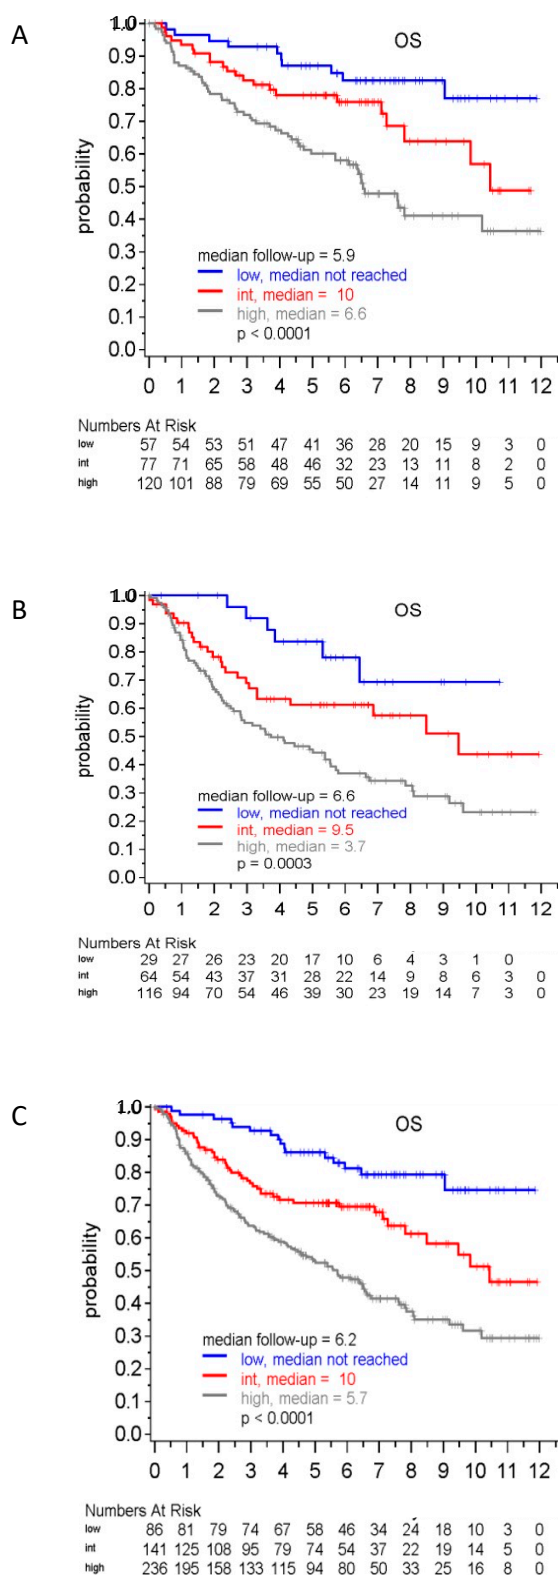 A
OS
1.0
0.9
0.8
0.7
0.6
0.5
0.4
0.3
0.2
0.1
0.0
probability
median follow-up = 5.9
low, median not reached
int, median = 10
high, median = 6.6
p < 0.0001
0 1 2 3 4 5 6 7 8 9 10 11 12
Numbers At Risk
low 57 54 53 51 47 41 36 28 20 15 9 3 0
int 77 71 65 58 48 46 32 23 13 11 8 2 0
high 120 101 88 79 69 55 50 27 14 11 9 5 0
B
OS
1.0
0.9
0.8
0.7
0.6
0.5
0.4
0.3
0.2
0.1
0.0
probability
median follow-up = 6.6
low, median not reached
int, median = 9.5
high, median = 3.7
p = 0.0003
0 1 2 3 4 5 6 7 8 9 10 11 12
Numbers At Risk
low 29 27 26 23 20 17 10 6 4 3 1 0
int 64 54 43 37 31 28 22 14 9 8 6 3 0
high 116 94 70 54 46 39 30 23 19 14 7 3 0
C
OS
1.0
0.9
0.8
0.7
0.6
0.5
0.4
0.3
0.2
0.1
0.0
probability
median follow-up = 6.2
low, median not reached
int, median = 10
high, median = 5.7
p < 0.0001
0 1 2 3 4 5 6 7 8 9 10 11 12
Numbers At Risk
low 86 81 79 74 67 58 46 34 24 18 10 3 0
int 141 125 108 95 79 74 54 37 22 19 14 5 0
high 236 195 158 133 115 94 80 50 33 25 16 8 0